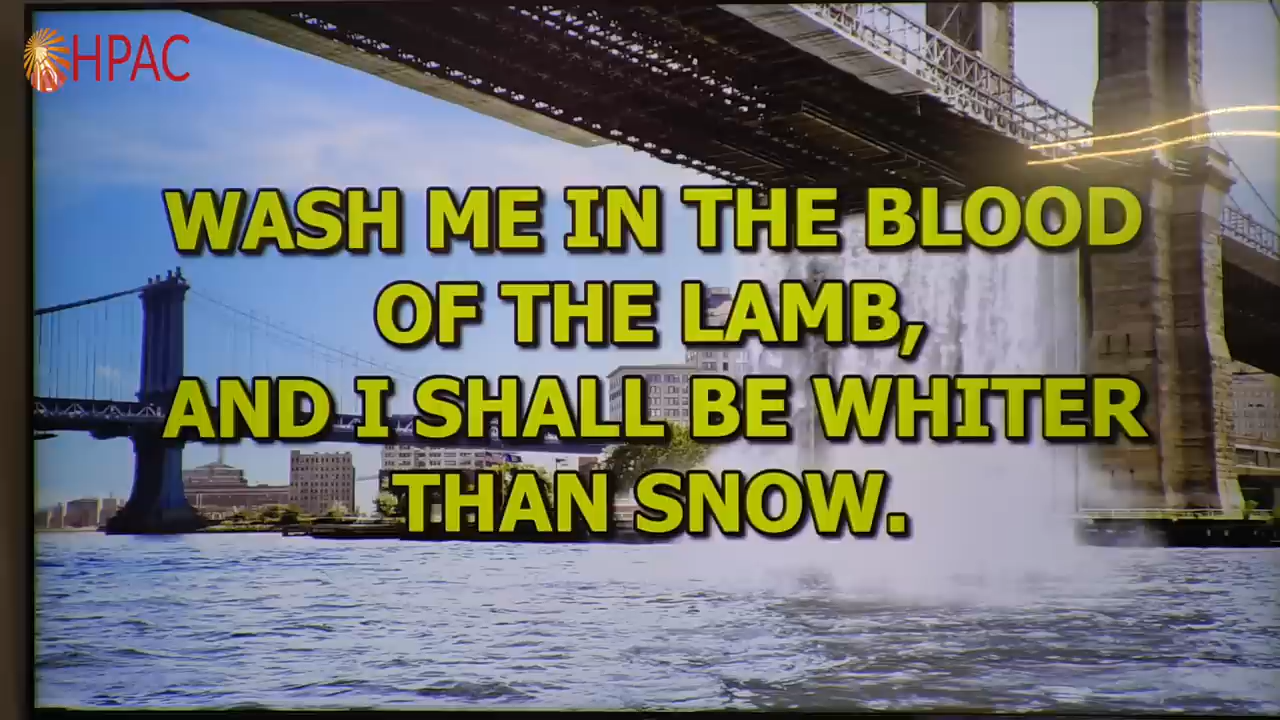 HPAC
WASH ME IN THE BLOOD
OF THE LAMB,
AND I SHALL BE WHITER
THAN SNOW.